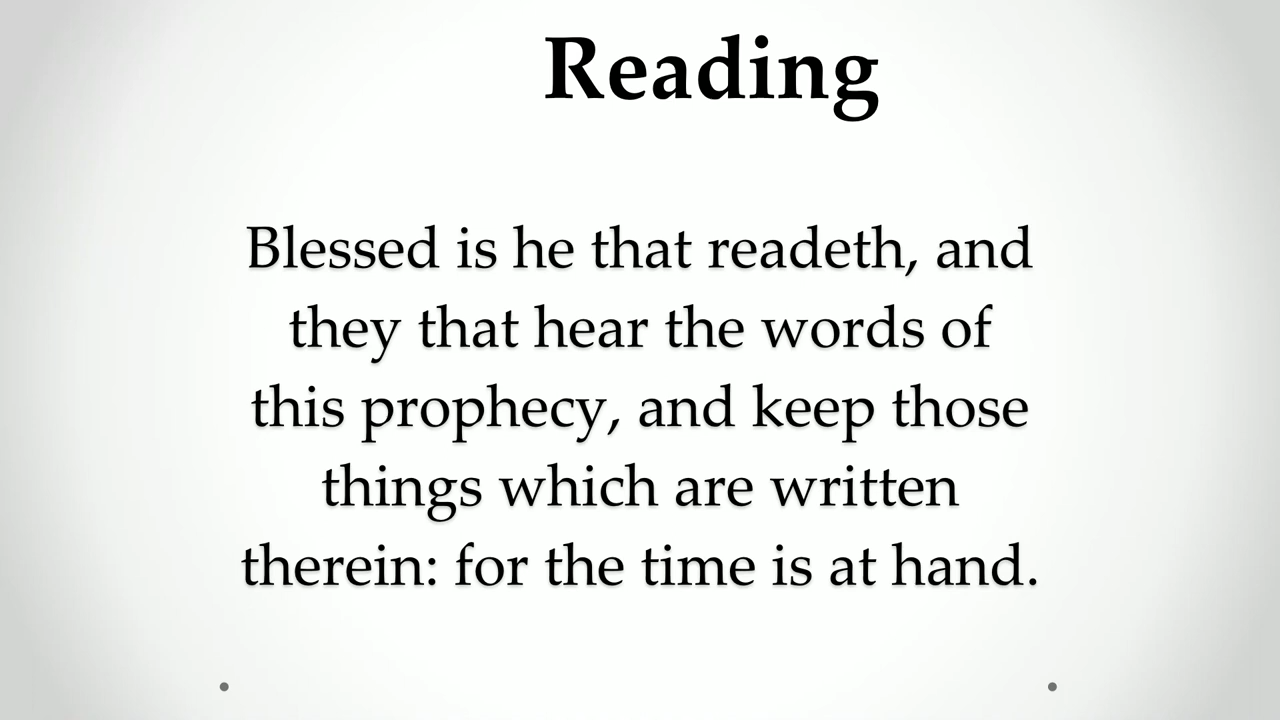 Reading
Blessed is he that readeth, and
they that hear the words of
this prophecy, and keep those
things which are written
therein: for the time is at hand.